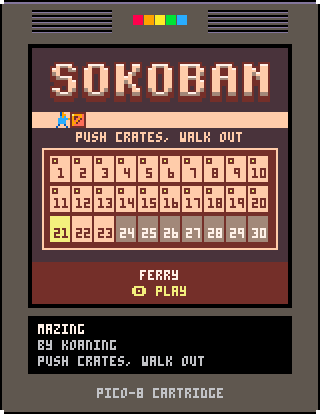 SOKOBAN
PUSH CRATES, WALK OUT
1 2 3 4 5 6 7 8 9 10
11 12 13 14 15 16 17 18 19 20
21 22 23 24 25 26 27 28 29 30
FERRY
PLAY
MAZING
BY KOANING
PUSH CRATES, WALK OUT
PICO-8 CARTRIDGE